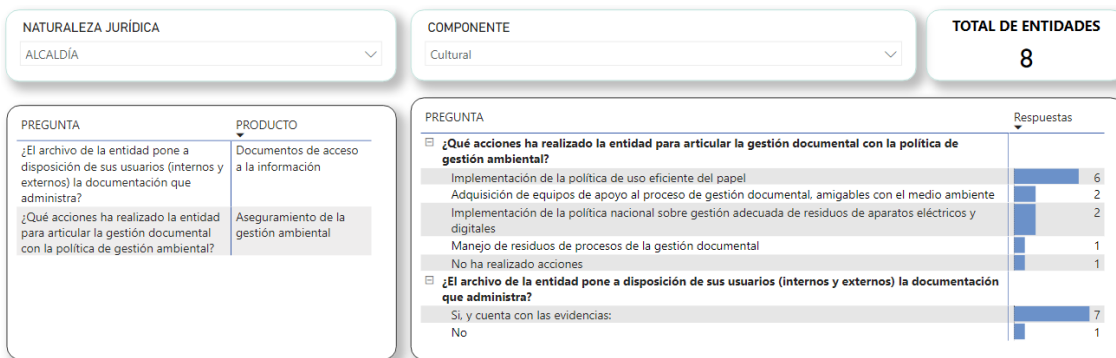 NATURALEZA JURÍDICA
ALCALDÍA
COMPONENTE
Cultural
TOTAL DE ENTIDADES
8
PREGUNTA PRODUCTO
¿El archivo de la entidad pone a
disposición de sus usuarios (internos y
externos) la documentación que
administra?
Documentos de acceso
a la información
¿Qué acciones ha realizado la entidad
para articular la gestión documental
con la política de gestión ambiental?
Aseguramiento de la
gestión ambiental
PREGUNTA Respuestas
¿Qué acciones ha realizado la entidad para articular la gestión documental con la política de
gestión ambiental?
Implementación de la política de uso eficiente del papel 6
Adquisición de equipos de apoyo al proceso de gestión documental, amigables con el medio ambiente 2
Implementación de la política nacional sobre gestión adecuada de residuos de aparatos eléctricos y 2
digitales
Manejo de residuos de procesos de la gestión documental 1
No ha realizado acciones 1
¿El archivo de la entidad pone a disposición de sus usuarios (internos y externos) la documentación
que administra?
Si, y cuenta con las evidencias: 7
No 1